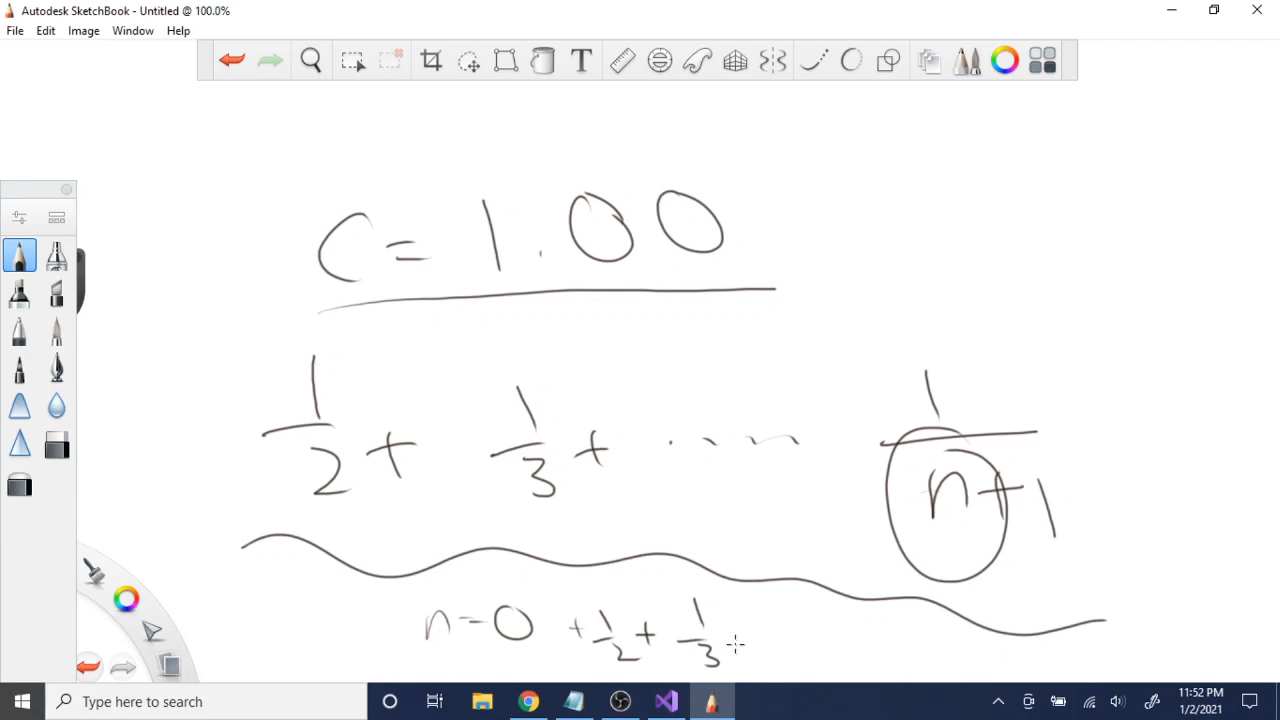 Autodesk SketchBook - Untitled @ 100.0%
File Edit Image Window Help
T
C = 1.00
1/2 + 1/3 + ..... 1/(n+1)
n=0 + 1/2 + 1/3
Type here to search
11:52 PM
1/2/2021